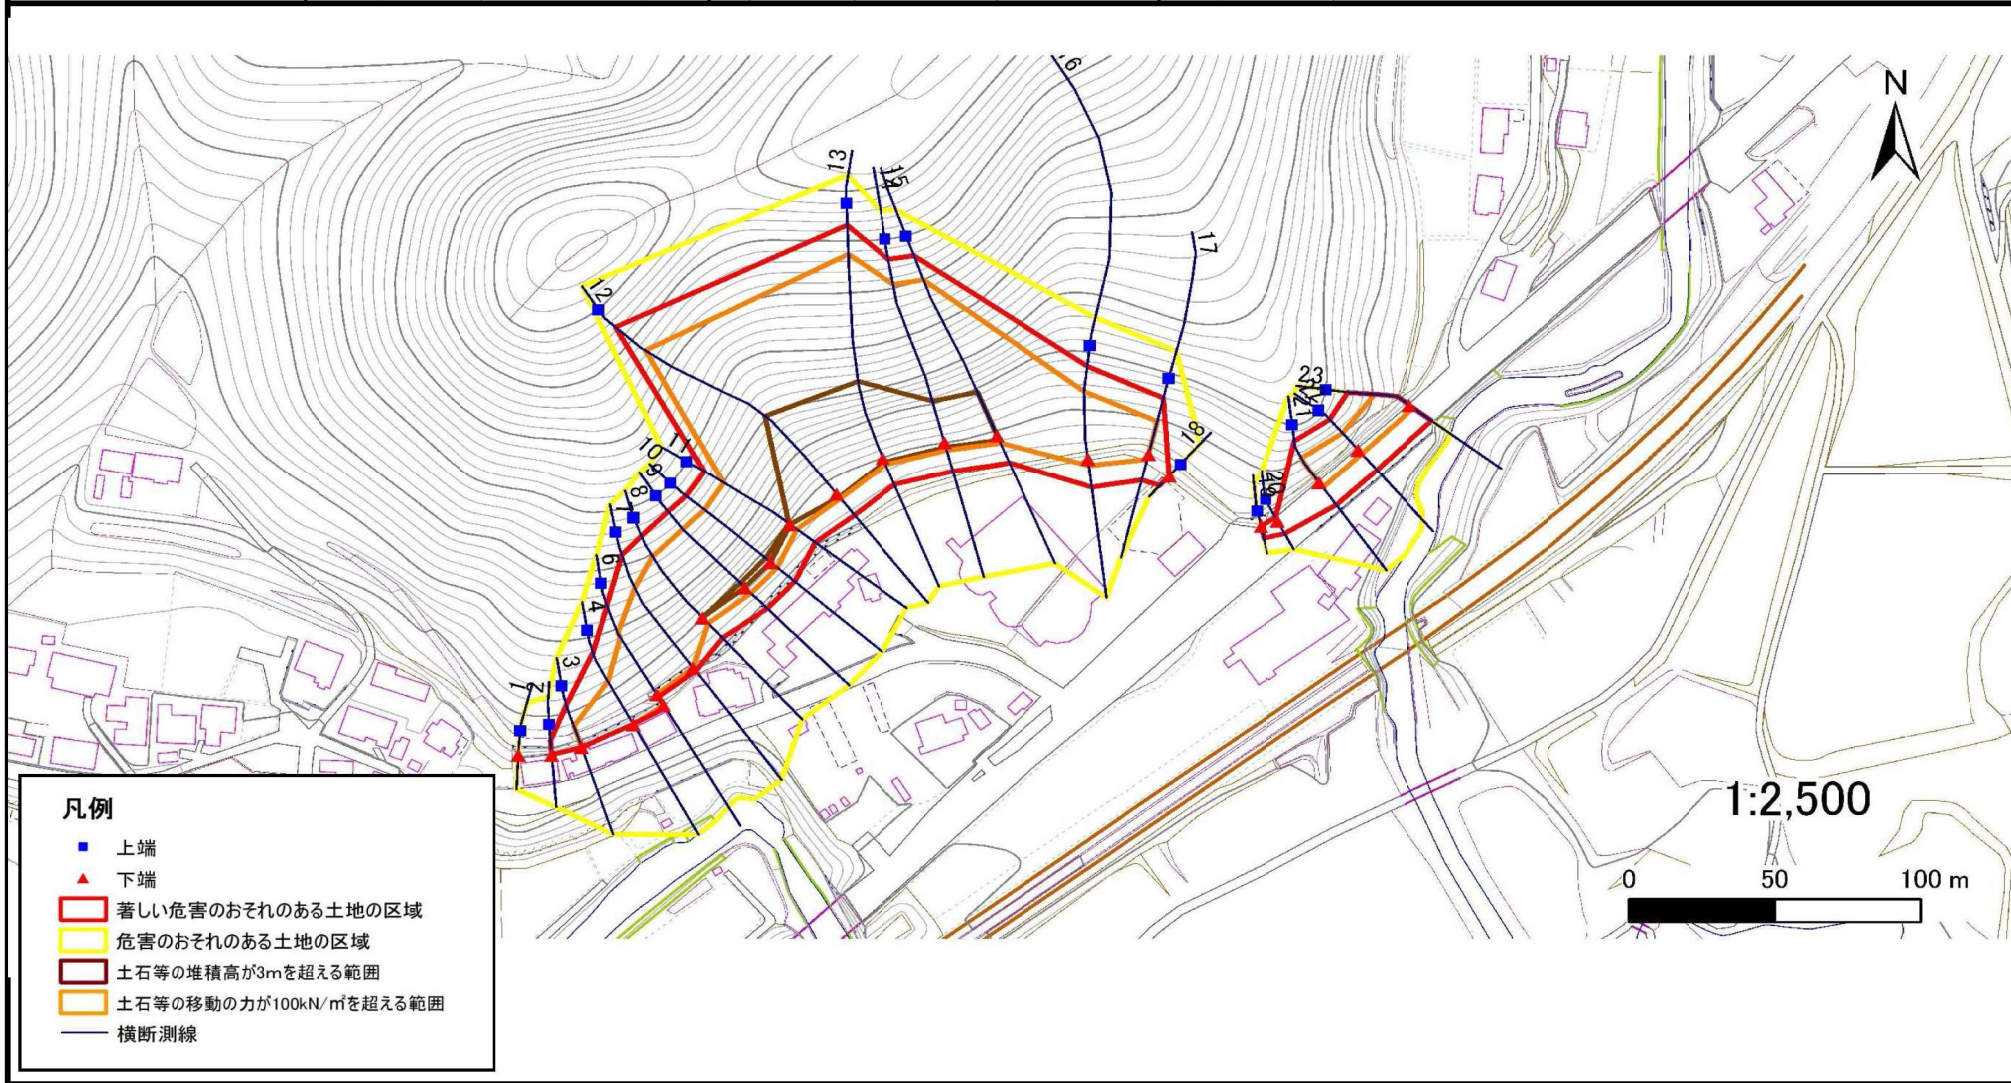 16
N
13
15
17
12
23
21
18
10
11
9
8
7
6
4
3
1
2
1:2,500
0 50 100 m
凡例
上端
下端
著しい危害のおそれのある土地の区域
危害のおそれのある土地の区域
土石等の堆積高が3mを超える範囲
土石等の移動の力が100kN/㎡を超える範囲
横断測線